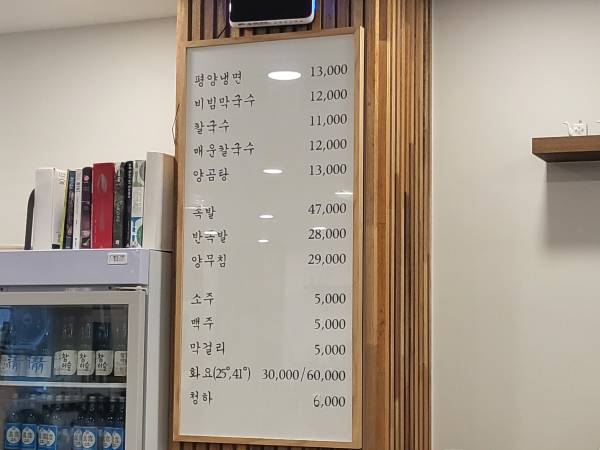 평양냉면 13,000
비빔막국수 12,000
칼국수 11,000
매운칼국수 12,000
양곰탕 13,000
족발 47,000
반족발 28,000
양무침 29,000
소주 5,000
맥주 5,000
막걸리 5,000
화요(25°,41°) 30,000/60,000
청하 6,000